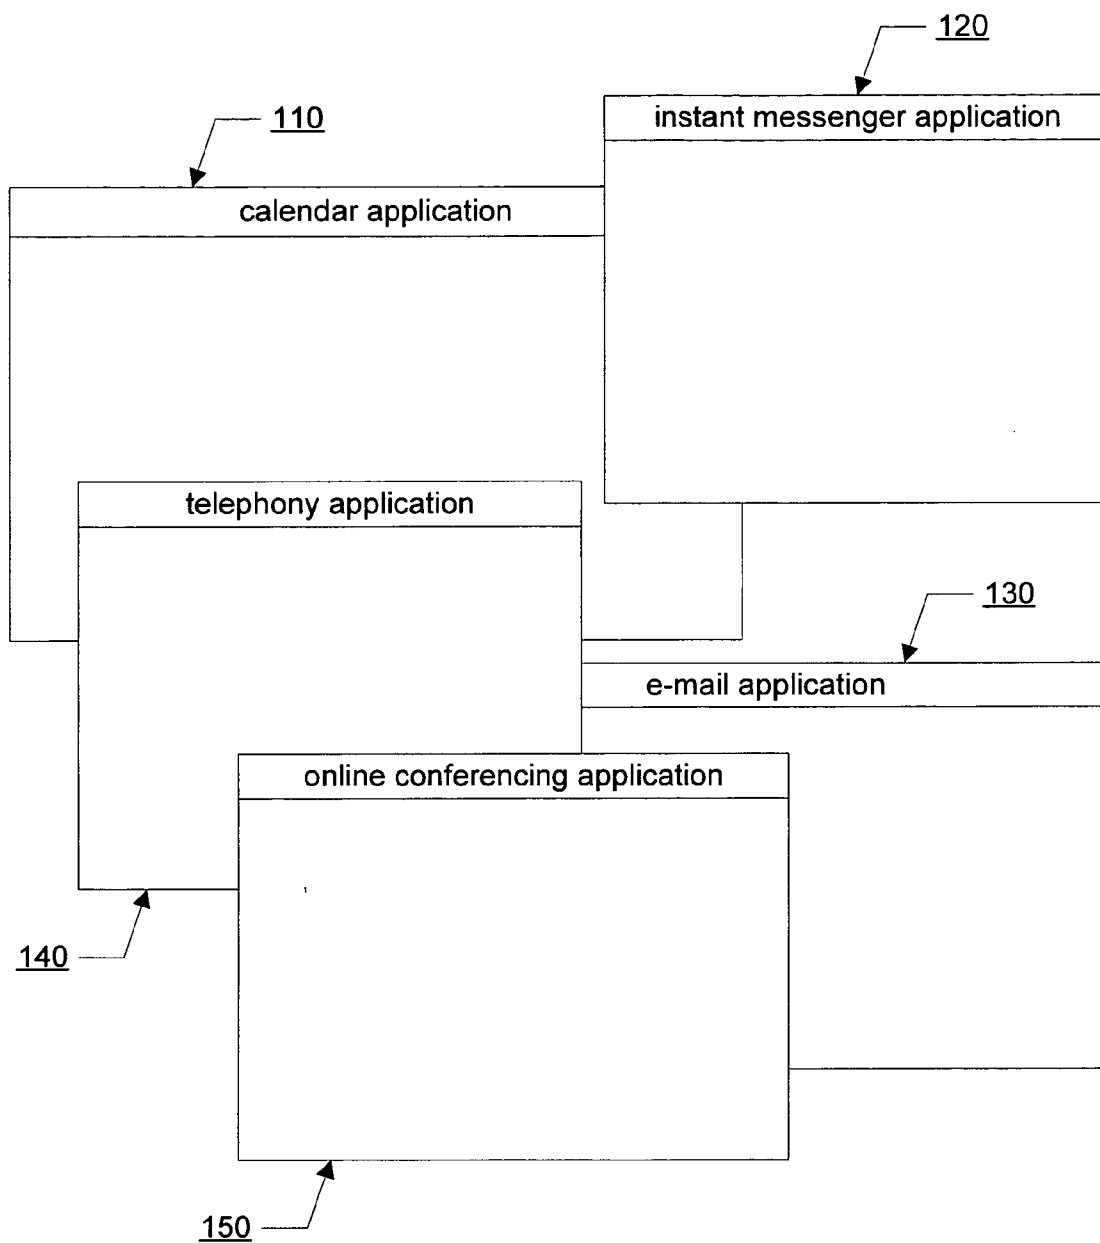 120
instant messenger application
110
calendar application
telephony application
130
e-mail application
online conferencing application
140
150